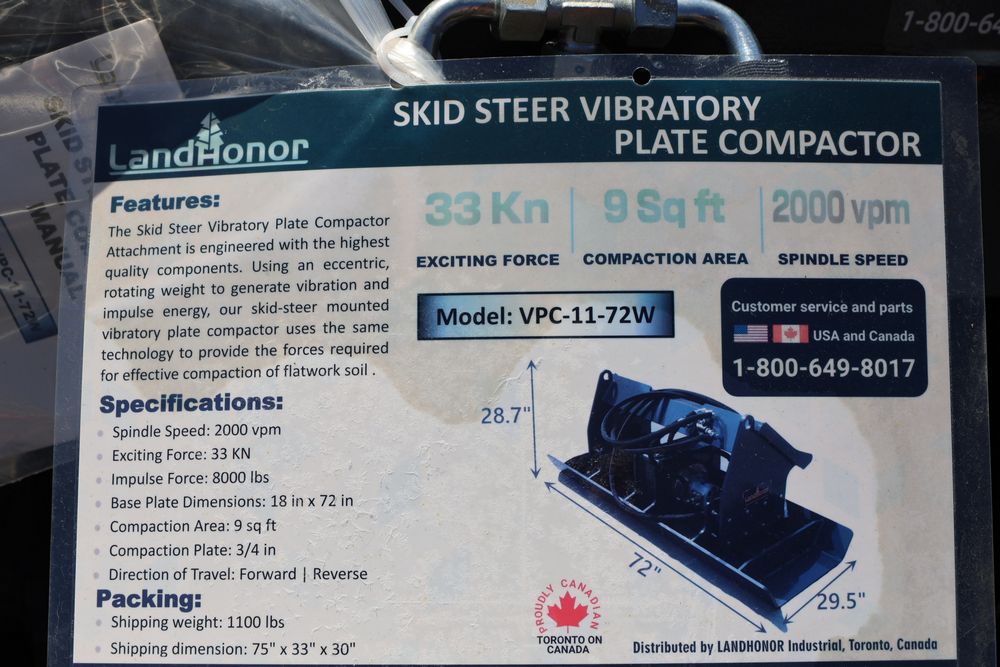 1-800-64
SKID STEER VIBRATORY
PLATE COMPACTOR
LandHonor
Features:
The Skid Steer Vibratory Plate Compactor
Attachment is engineered with the highest
quality components. Using an eccentric,
rotating weight to generate vibration and
impulse energy, our skid-steer mounted
vibratory plate compactor uses the same
technology to provide the forces required
for effective compaction of flatwork soil .
33 Kn
9 Sq ft
2000 vpm
EXCITING FORCE
COMPACTION AREA
SPINDLE SPEED
Model: VPC-11-72W
Customer service and parts
USA and Canada
1-800-649-8017
Specifications:
Spindle Speed: 2000 vpm
Exciting Force: 33 KN
Impulse Force: 8000 lbs
Base Plate Dimensions: 18 in x 72 in
Compaction Area: 9 sq ft
Compaction Plate: 3/4 in
Direction of Travel: Forward | Reverse
Packing:
Shipping weight: 1100 lbs
Shipping dimension: 75" x 33" x 30"
28.7"
72"
29.5"
PROUDLY CANADIAN
TORONTO ON
CANADA
Distributed by LANDHONOR Industrial, Toronto, Canada
SKID S
PLATE CO
MANUAL
VPC-11-72W